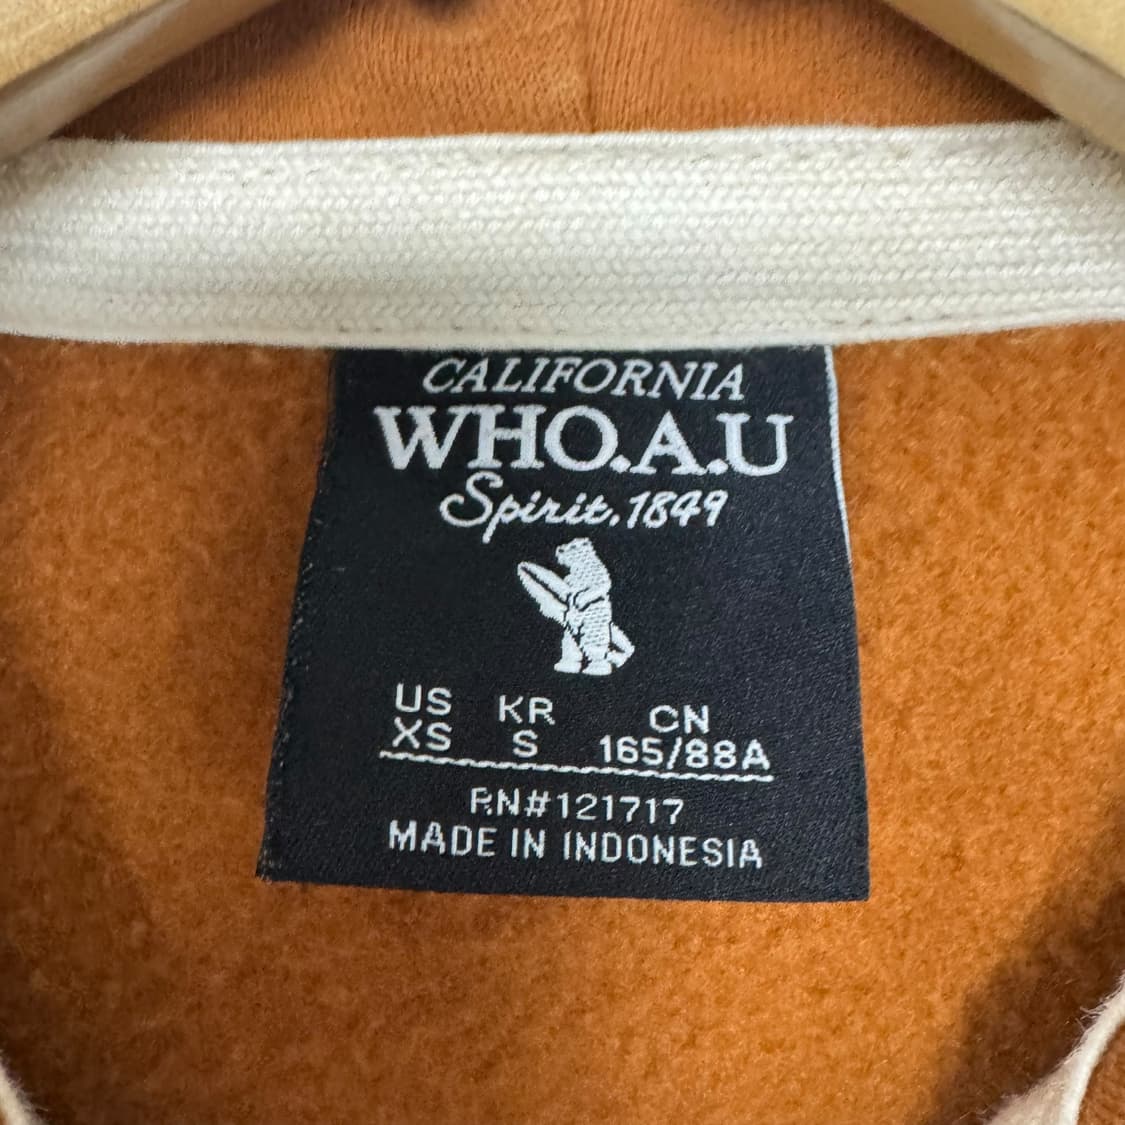 CALIFORNIA
WHO.A.U
Spirit.1849
US KR CN
XS S 165/88A
RN#121717
MADE IN INDONESIA